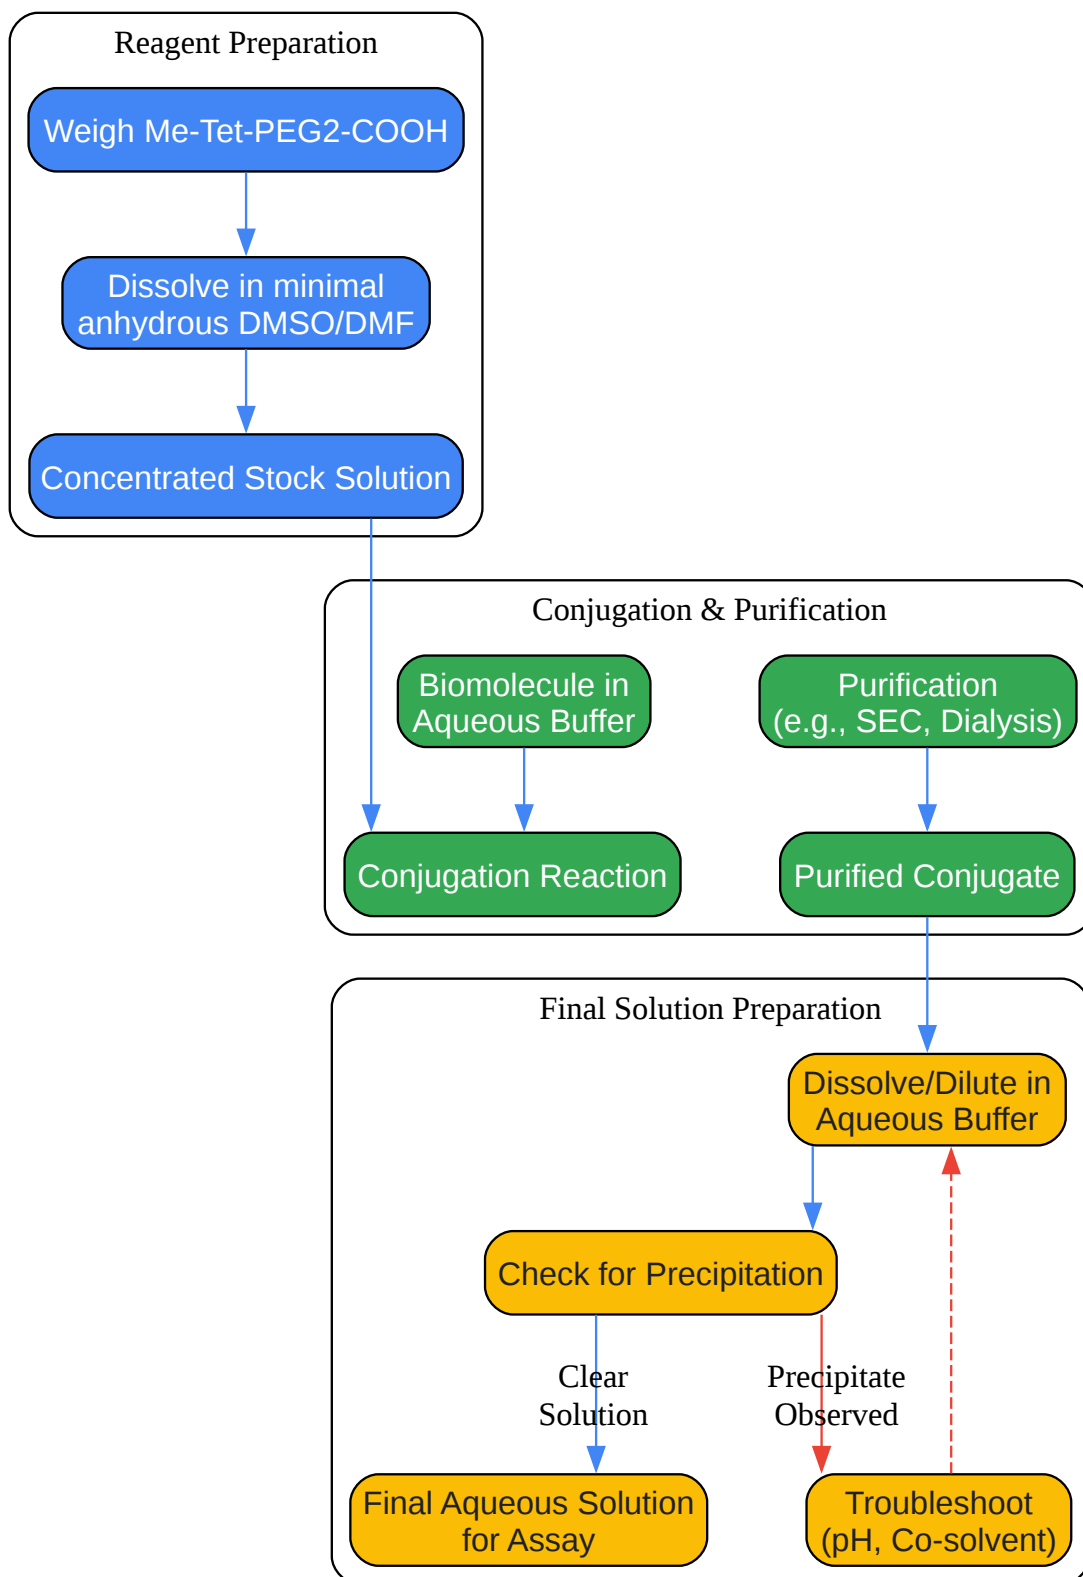 Reagent Preparation
Weigh Me-Tet-PEG2-COOH
Dissolve in minimal
anhydrous DMSO/DMF
Concentrated Stock Solution
Conjugation & Purification
Biomolecule in
Aqueous Buffer
Purification
(e.g., SEC, Dialysis)
Conjugation Reaction
Purified Conjugate
Final Solution Preparation
Dissolve/Dilute in
Aqueous Buffer
Check for Precipitation
Clear
Solution
Precipitate
Observed
Final Aqueous Solution
for Assay
Troubleshoot
(pH, Co-solvent)